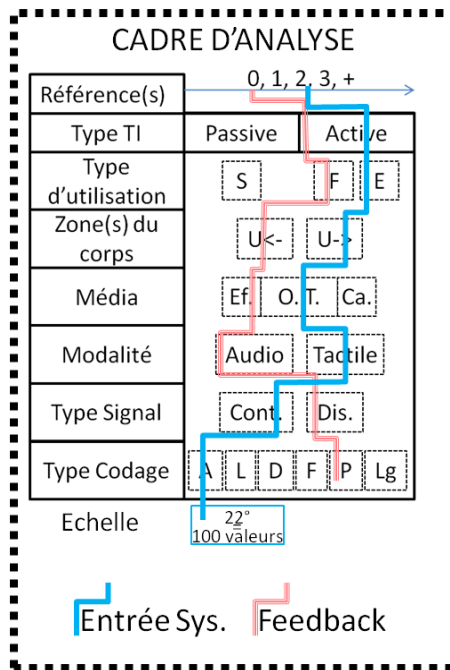 CADRE D'ANALYSE
Référence(s) 0, 1, 2, 3, +
Type TI Passive Active
Type
d'utilisation S F E
Zone(s) du
corps U<- U->
Média Ef. O. T. Ca.
Modalité Audio Tactile
Type Signal Cont. Dis.
Type Codage A L D F P Lg
Echelle 22°
=
100 valeurs
Entrée Sys. Feedback